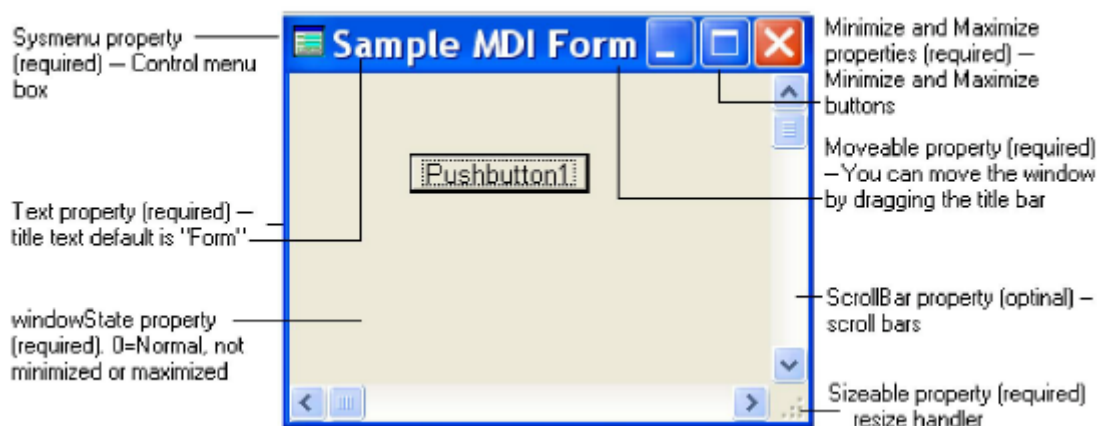 Sysmenu property
(required) – Control menu
box
Text property (required) –
title text default is "Form"
windowState property
(required). 0=Normal, not
minimized or maximized
Sample MDI Form
Pushbutton1
Minimize and Maximize
properties (required) –
Minimize and Maximize
buttons
Moveable property (required)
–You can move the window
by dragging the title bar
ScrollBar property (optinal) –
scroll bars
Sizeable property (required)
resize handler